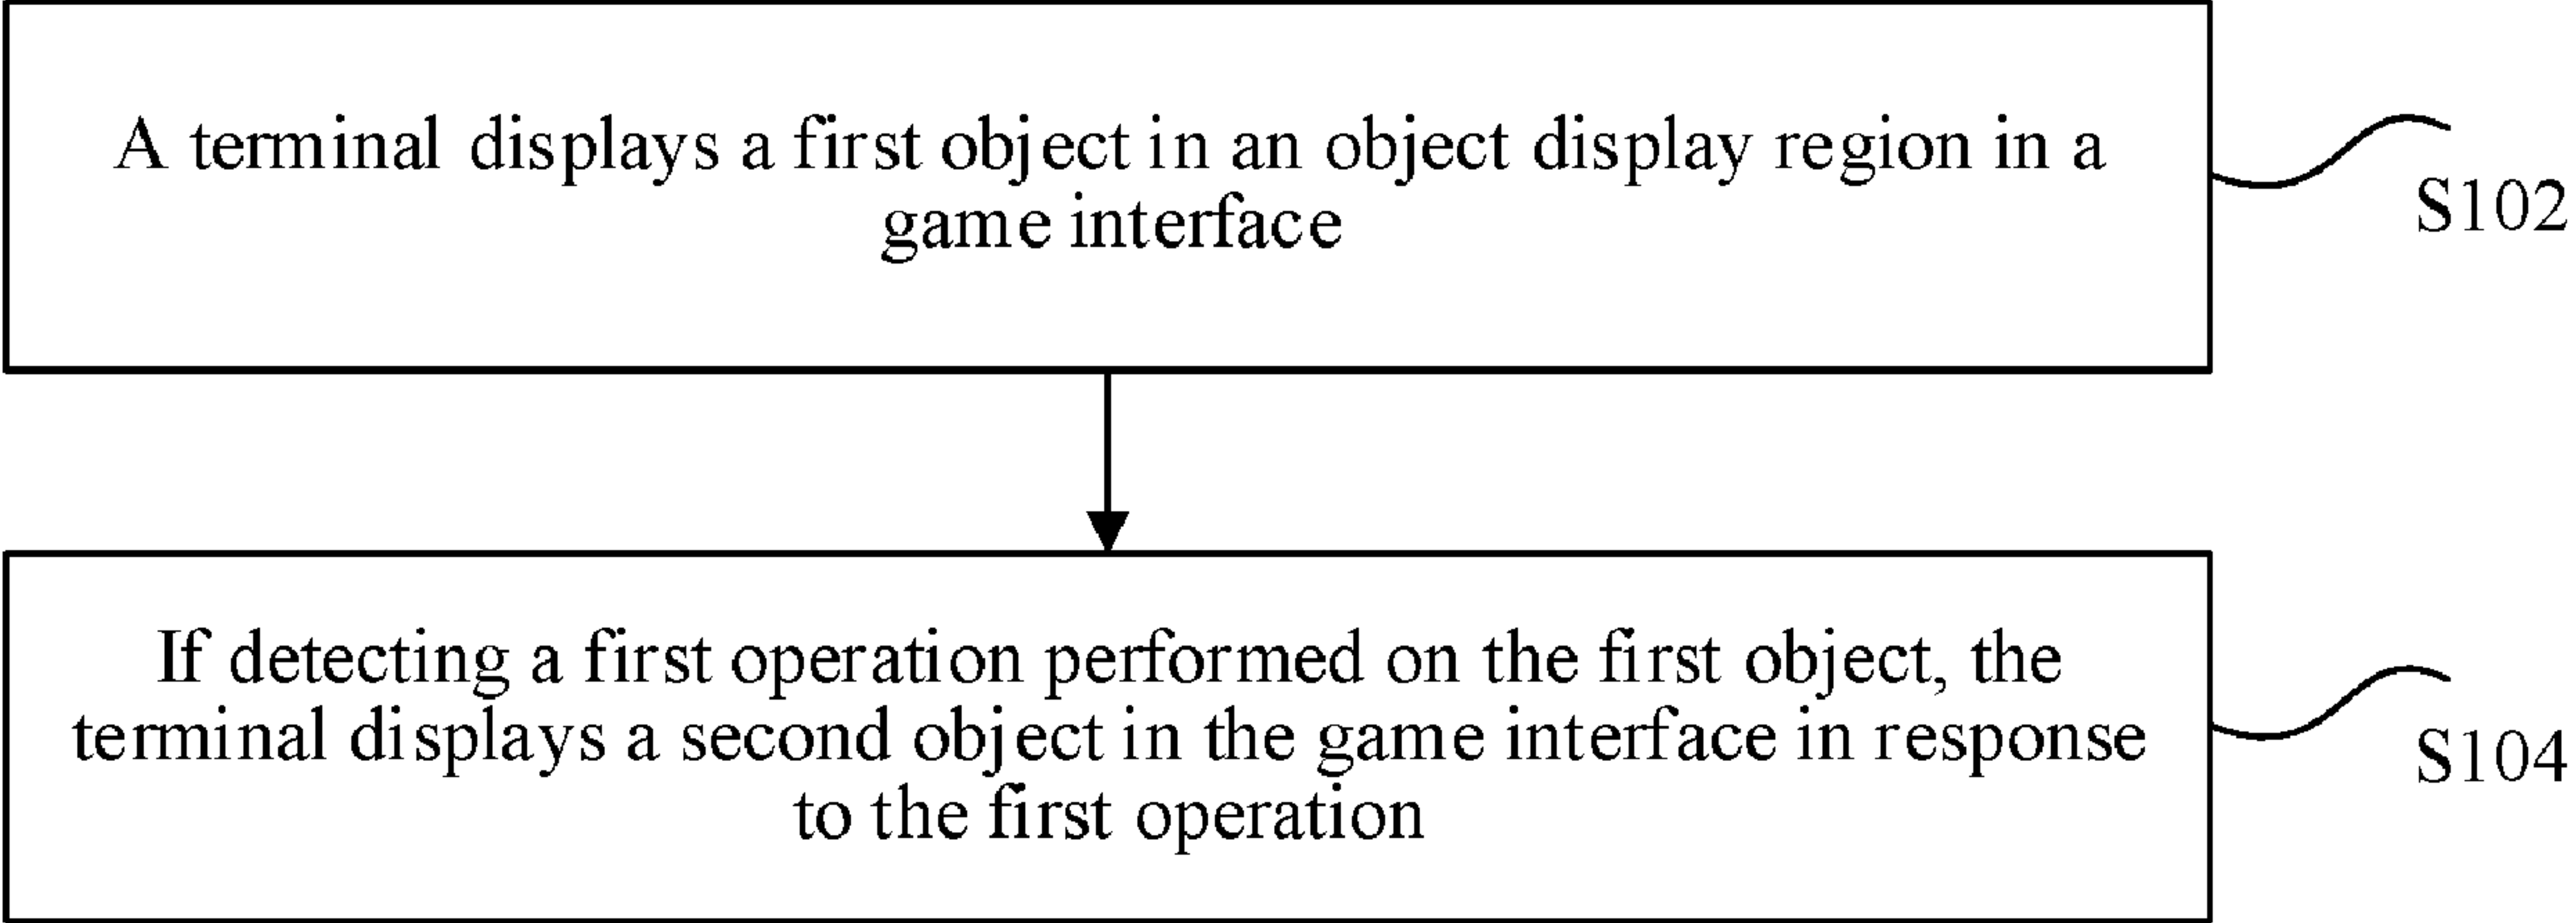 A terminal displays a first object in an object display region in a
game interface
S102
If detecting a first operation performed on the first object, the
terminal displays a second object in the game interface in response
to the first operation
S104